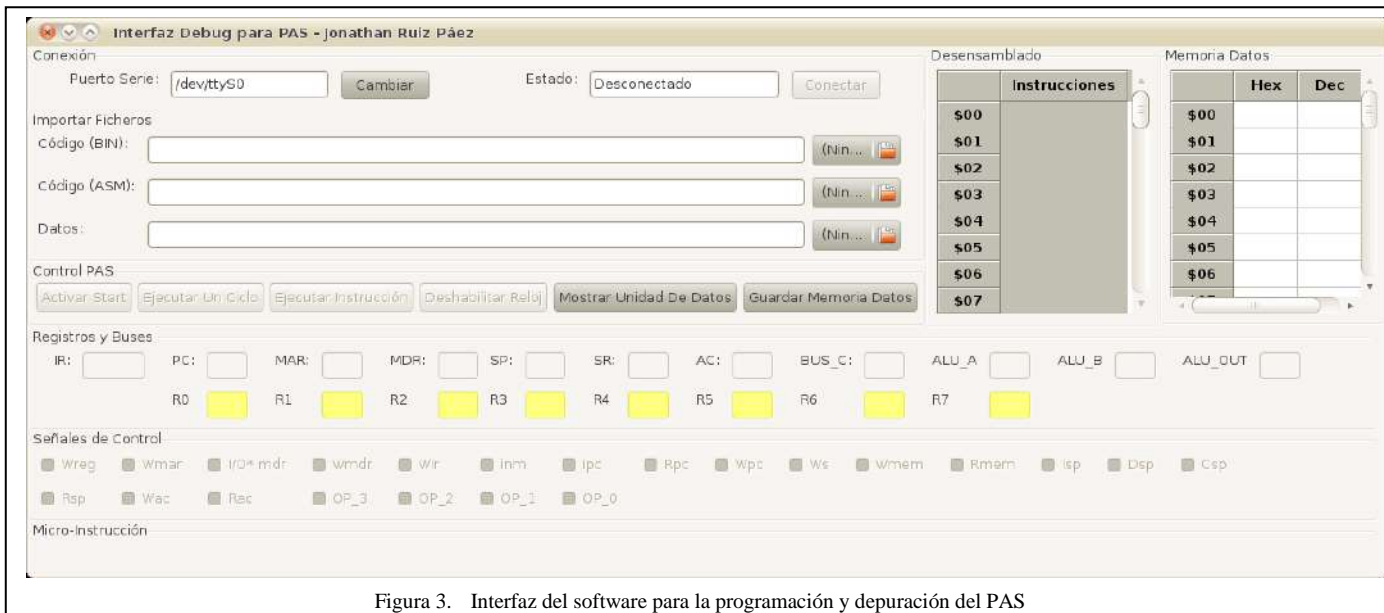 Interfaz Debug para PAS - Jonathan Ruiz Páez
Conexión
Puerto Serie: /dev/ttyS0 Cambiar Estado: Desconectado Conectar
Importar Ficheros
Código (BIN): (Nin...
Código (ASM): (Nin...
Datos: (Nin...
Control PAS
Activar Start Ejecutar Un Ciclo Ejecutar Instrucción Deshabilitar Reloj Mostrar Unidad De Datos Guardar Memoria Datos
Desensamblado
Instrucciones
$00
$01
$02
$03
$04
$05
$06
$07
Memoria Datos
Hex Dec
$00
$01
$02
$03
$04
$05
$06
Registros y Buses
IR: PC: MAR: MDR: SP: SR: AC: BUS_C: ALU_A ALU_B ALU_OUT
R0 R1 R2 R3 R4 R5 R6 R7
Señales de Control
Wreg Wmar I/O* mdr wmdr Wir Inm Ipc Rpc Wpc Ws Wmem Rmem Isp Dsp Csp
Rsp Wac Rac OP_3 OP_2 OP_1 OP_0
Micro-Instrucción
Figura 3. Interfaz del software para la programación y depuración del PAS